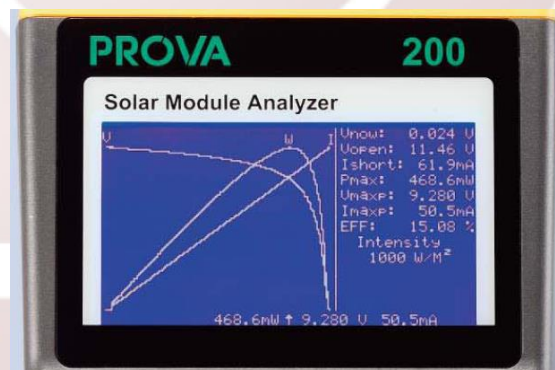 PROVA 200
Solar Module Analyzer
V W I
Vnow: 0.024 V
Vopen: 11.46 V
Ishort: 61.9mA
Pmax: 468.6mW
Vmaxp: 9.280 V
Imaxp: 50.5mA
EFF: 15.08 %
Intensity
1000 W/M²
468.6mW↑ 9.280 V 50.5mA